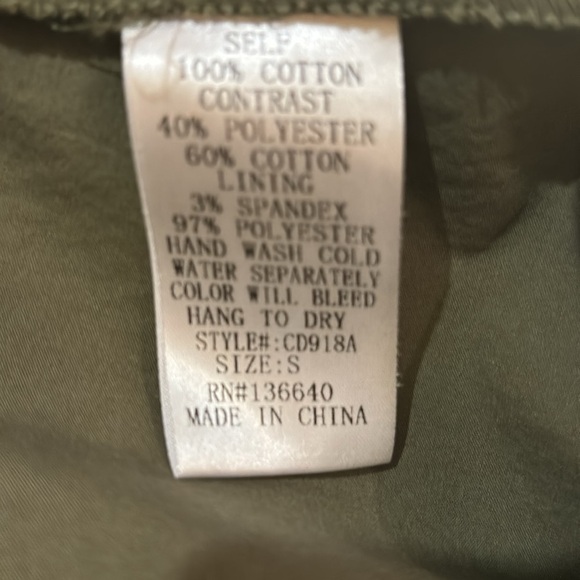 SELF
100% COTTON
CONTRAST
40% POLYESTER
60% COTTON
LINING
3% SPANDEX
97% POLYESTER
HAND WASH COLD
WATER SEPARATELY
COLOR WILL BLEED
HANG TO DRY
STYLE#:CD918A
SIZE:S
RN#136640
MADE IN CHINA